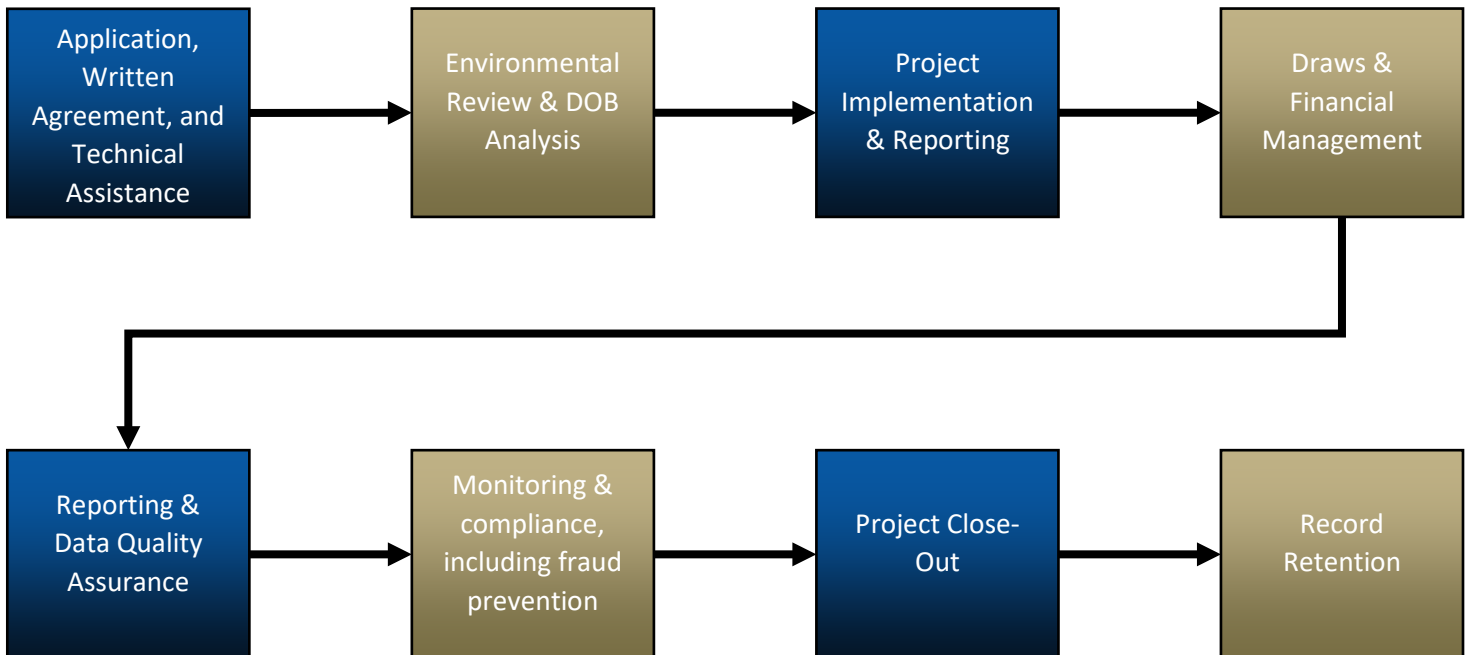 Application,
Written
Agreement, and
Technical
Assistance
Environmental
Review & DOB
Analysis
Project
Implementation
& Reporting
Draws &
Financial
Management
Reporting &
Data Quality
Assurance
Monitoring &
compliance,
including fraud
prevention
Project Close-
Out
Record
Retention